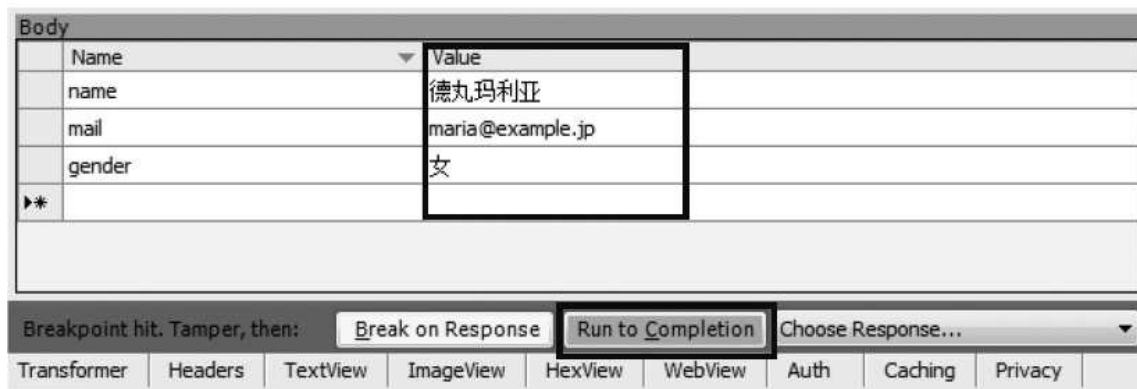 Body
Name Value
name 德丸玛利亚
mail maria@example.jp
gender 女
Breakpoint hit. Tamper, then: Break on Response Run to Completion Choose Response...
Transformer Headers TextView ImageView HexView WebView Auth Caching Privacy